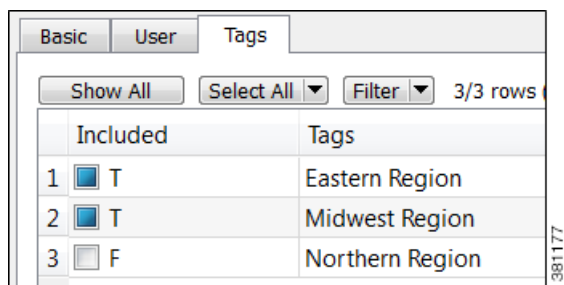 Basic User Tags
Show All Select All Filter 3/3 rows
Included Tags
1 T Eastern Region
2 T Midwest Region
3 F Northern Region
381177